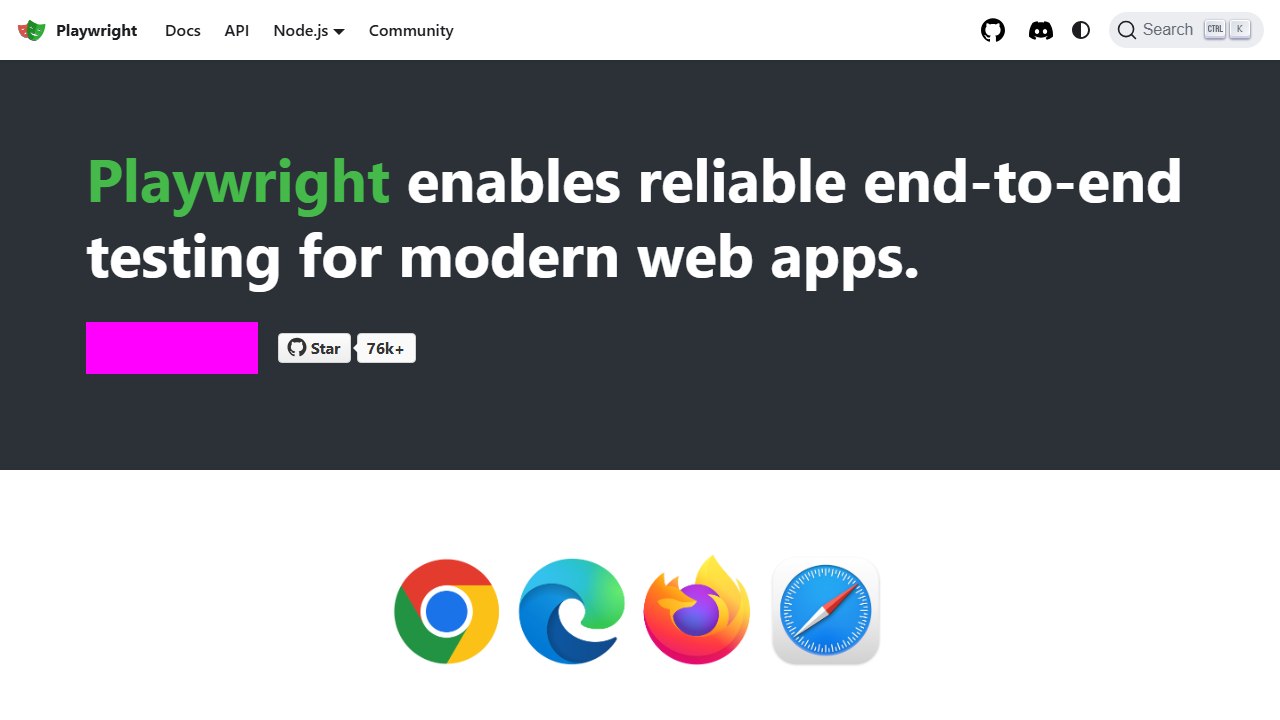 Playwright Docs API Node.js Community Search CTRL K
Playwright enables reliable end-to-end
testing for modern web apps.
Star 76k+